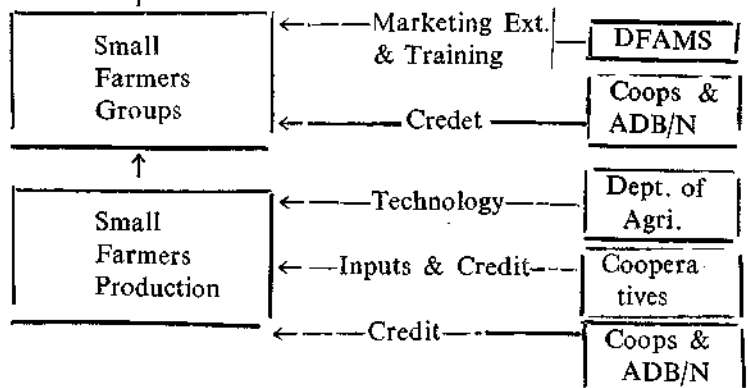 Small
Farmers
Groups
Marketing Ext.
& Training
DFAMS
Credet
Coops &
ADB/N
Small
Farmers
Production
Technology
Dept. of
Agri.
Inputs & Credit
Coopera
tives
Credit
Coops &
ADB/N